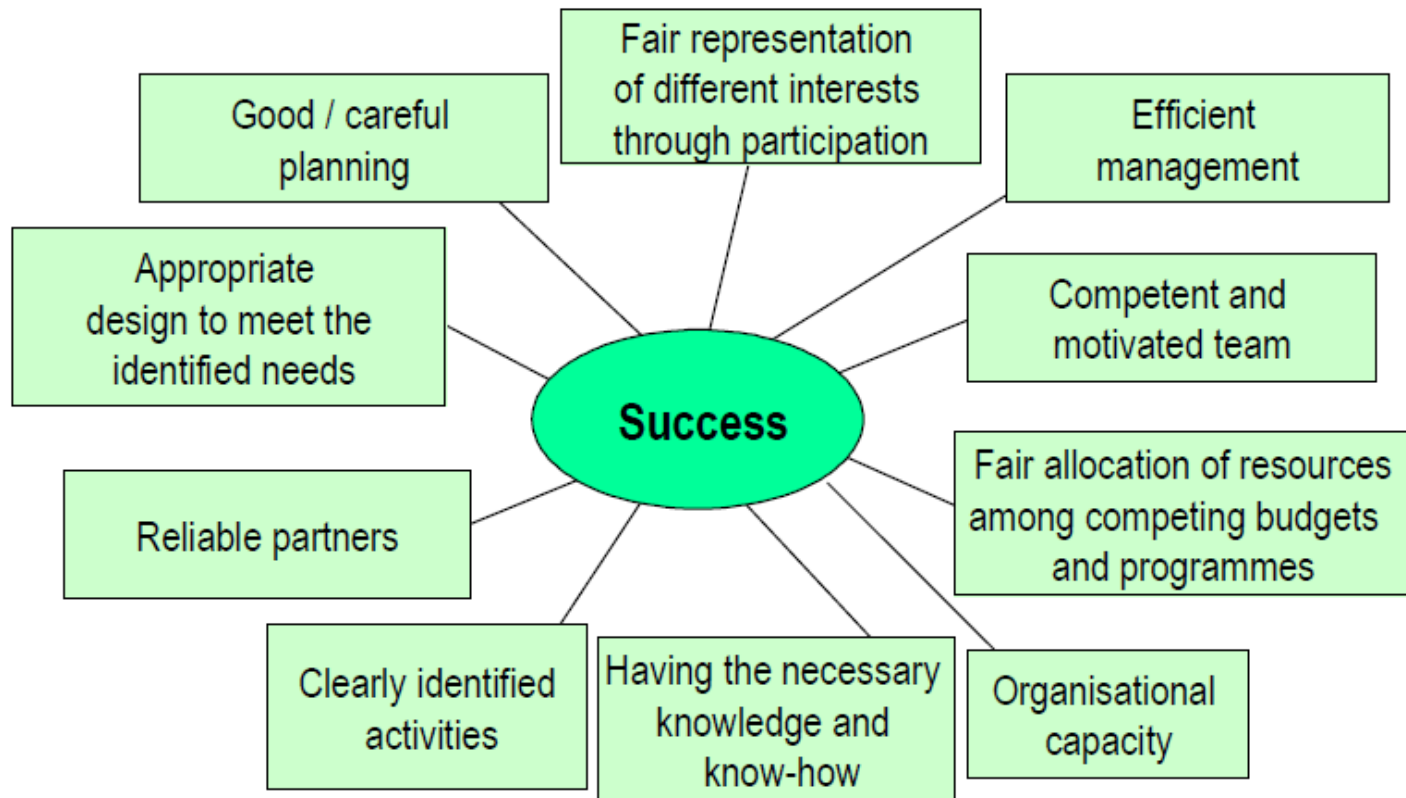 Fair representation
of different interests
through participation
Good / careful
planning
Efficient
management
Appropriate
design to meet the
identified needs
Competent and
motivated team
Success
Reliable partners
Fair allocation of resources
among competing budgets
and programmes
Clearly identified
activities
Having the necessary
knowledge and
know-how
Organisational
capacity